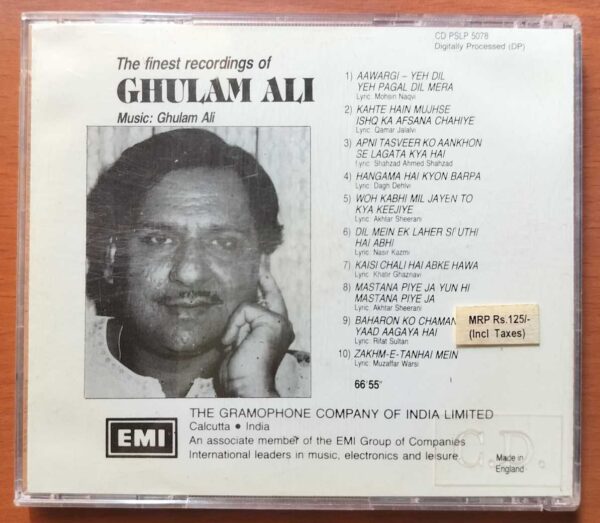 CD PSLP 5078
Digitally Processed (DP)
The finest recordings of
GHULAM ALI
Music: Ghulam Ali
1) AAWARGI – YEH DIL
YEH PAGAL DIL MERA
Lyric: Mohsin Naqvi
2) KAHTE HAIN MUJHSE
ISHQ KA AFSANA CHAHIYE
Lyric: Qamar Jalalvi
3) APNI TASVEER KO AANKHON
SE LAGATA KYA HAI
Lyric: Shahzad Ahmed Shahzad
4) HANGAMA HAI KYON BARPA
Lyric: Dagh Dehlvi
5) WOH KABHI MIL JAYEN TO
KYA KEEJIYE
Lyric: Akhtar Sheerani
6) DIL MEIN EK LAHER SI UTHI
HAI ABHI
Lyric: Nasir Kazmi
7) KAISI CHALI HAI ABKE HAWA
Lyric: Khatir Ghaznavi
8) MASTANA PIYE JA YUN HI
MASTANA PIYE JA
Lyric: Akhtar Sheerani
9) BAHARON KO CHAMAN
YAAD AAGAYA HAI
Lyric: Rifat Sultan
10) ZAKHM-E-TANHAI MEIN
Lyric: Muzaffar Warsi
MRP Rs.125/-
(Incl Taxes)
66'55"
EMI
THE GRAMOPHONE COMPANY OF INDIA LIMITED
Calcutta • India
An associate member of the EMI Group of Companies
International leaders in music, electronics and leisure.
C.D.
Made in
England